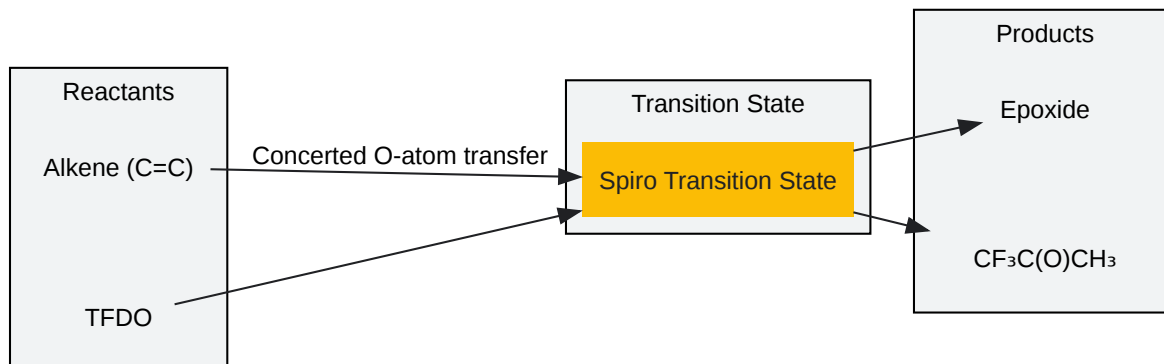 Reactants
Alkene (C=C)
TFDO
Concerted O-atom transfer
Transition State
Spiro Transition State
Products
Epoxide
CF₃C(O)CH₃